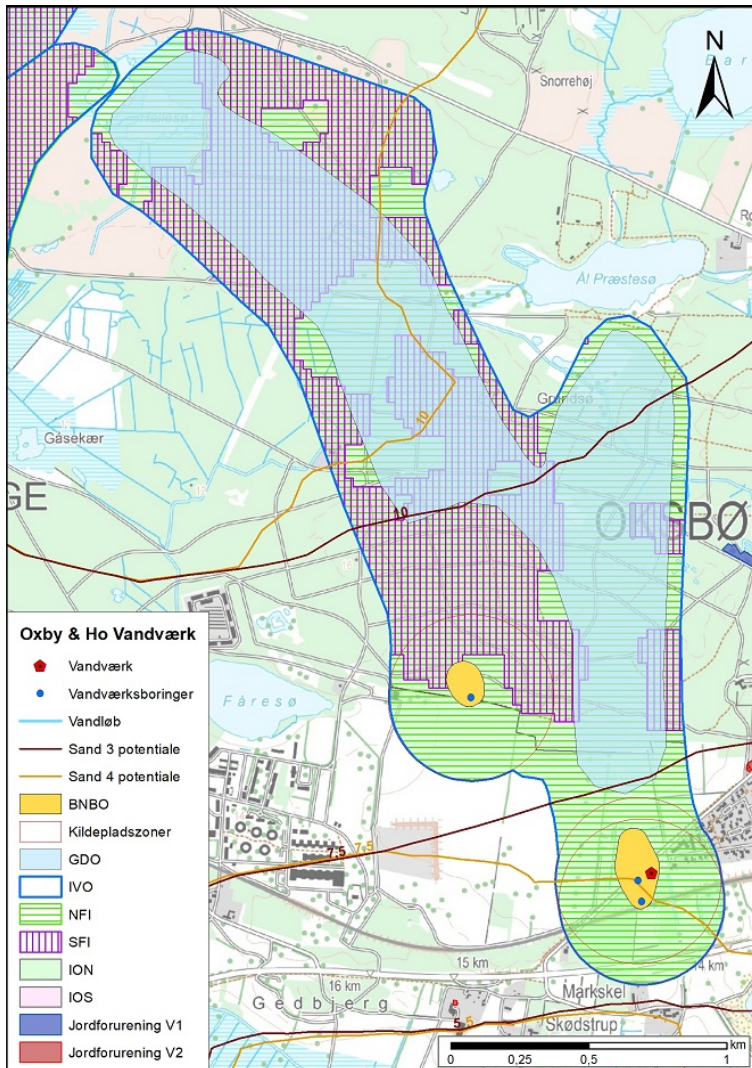 N
Snorrehøj
Ål Præstesø
Grundsø
10
Gåsekær
10
OKSBØ
Oxby & Ho Vandværk
Vandværk
Vandværksboringer
Vandløb
Sand 3 potentiale
Sand 4 potentiale
BNBO
Kildepladszoner
GDO
IVO
NFI
SFI
ION
IOS
Jordforurening V1
Jordforurening V2
Fåresø
7,5
7,5
15 km
14 km
16 km
Gedbjerg
Markskel
Skødstrup
5
5
km
0
0,25
0,5
1